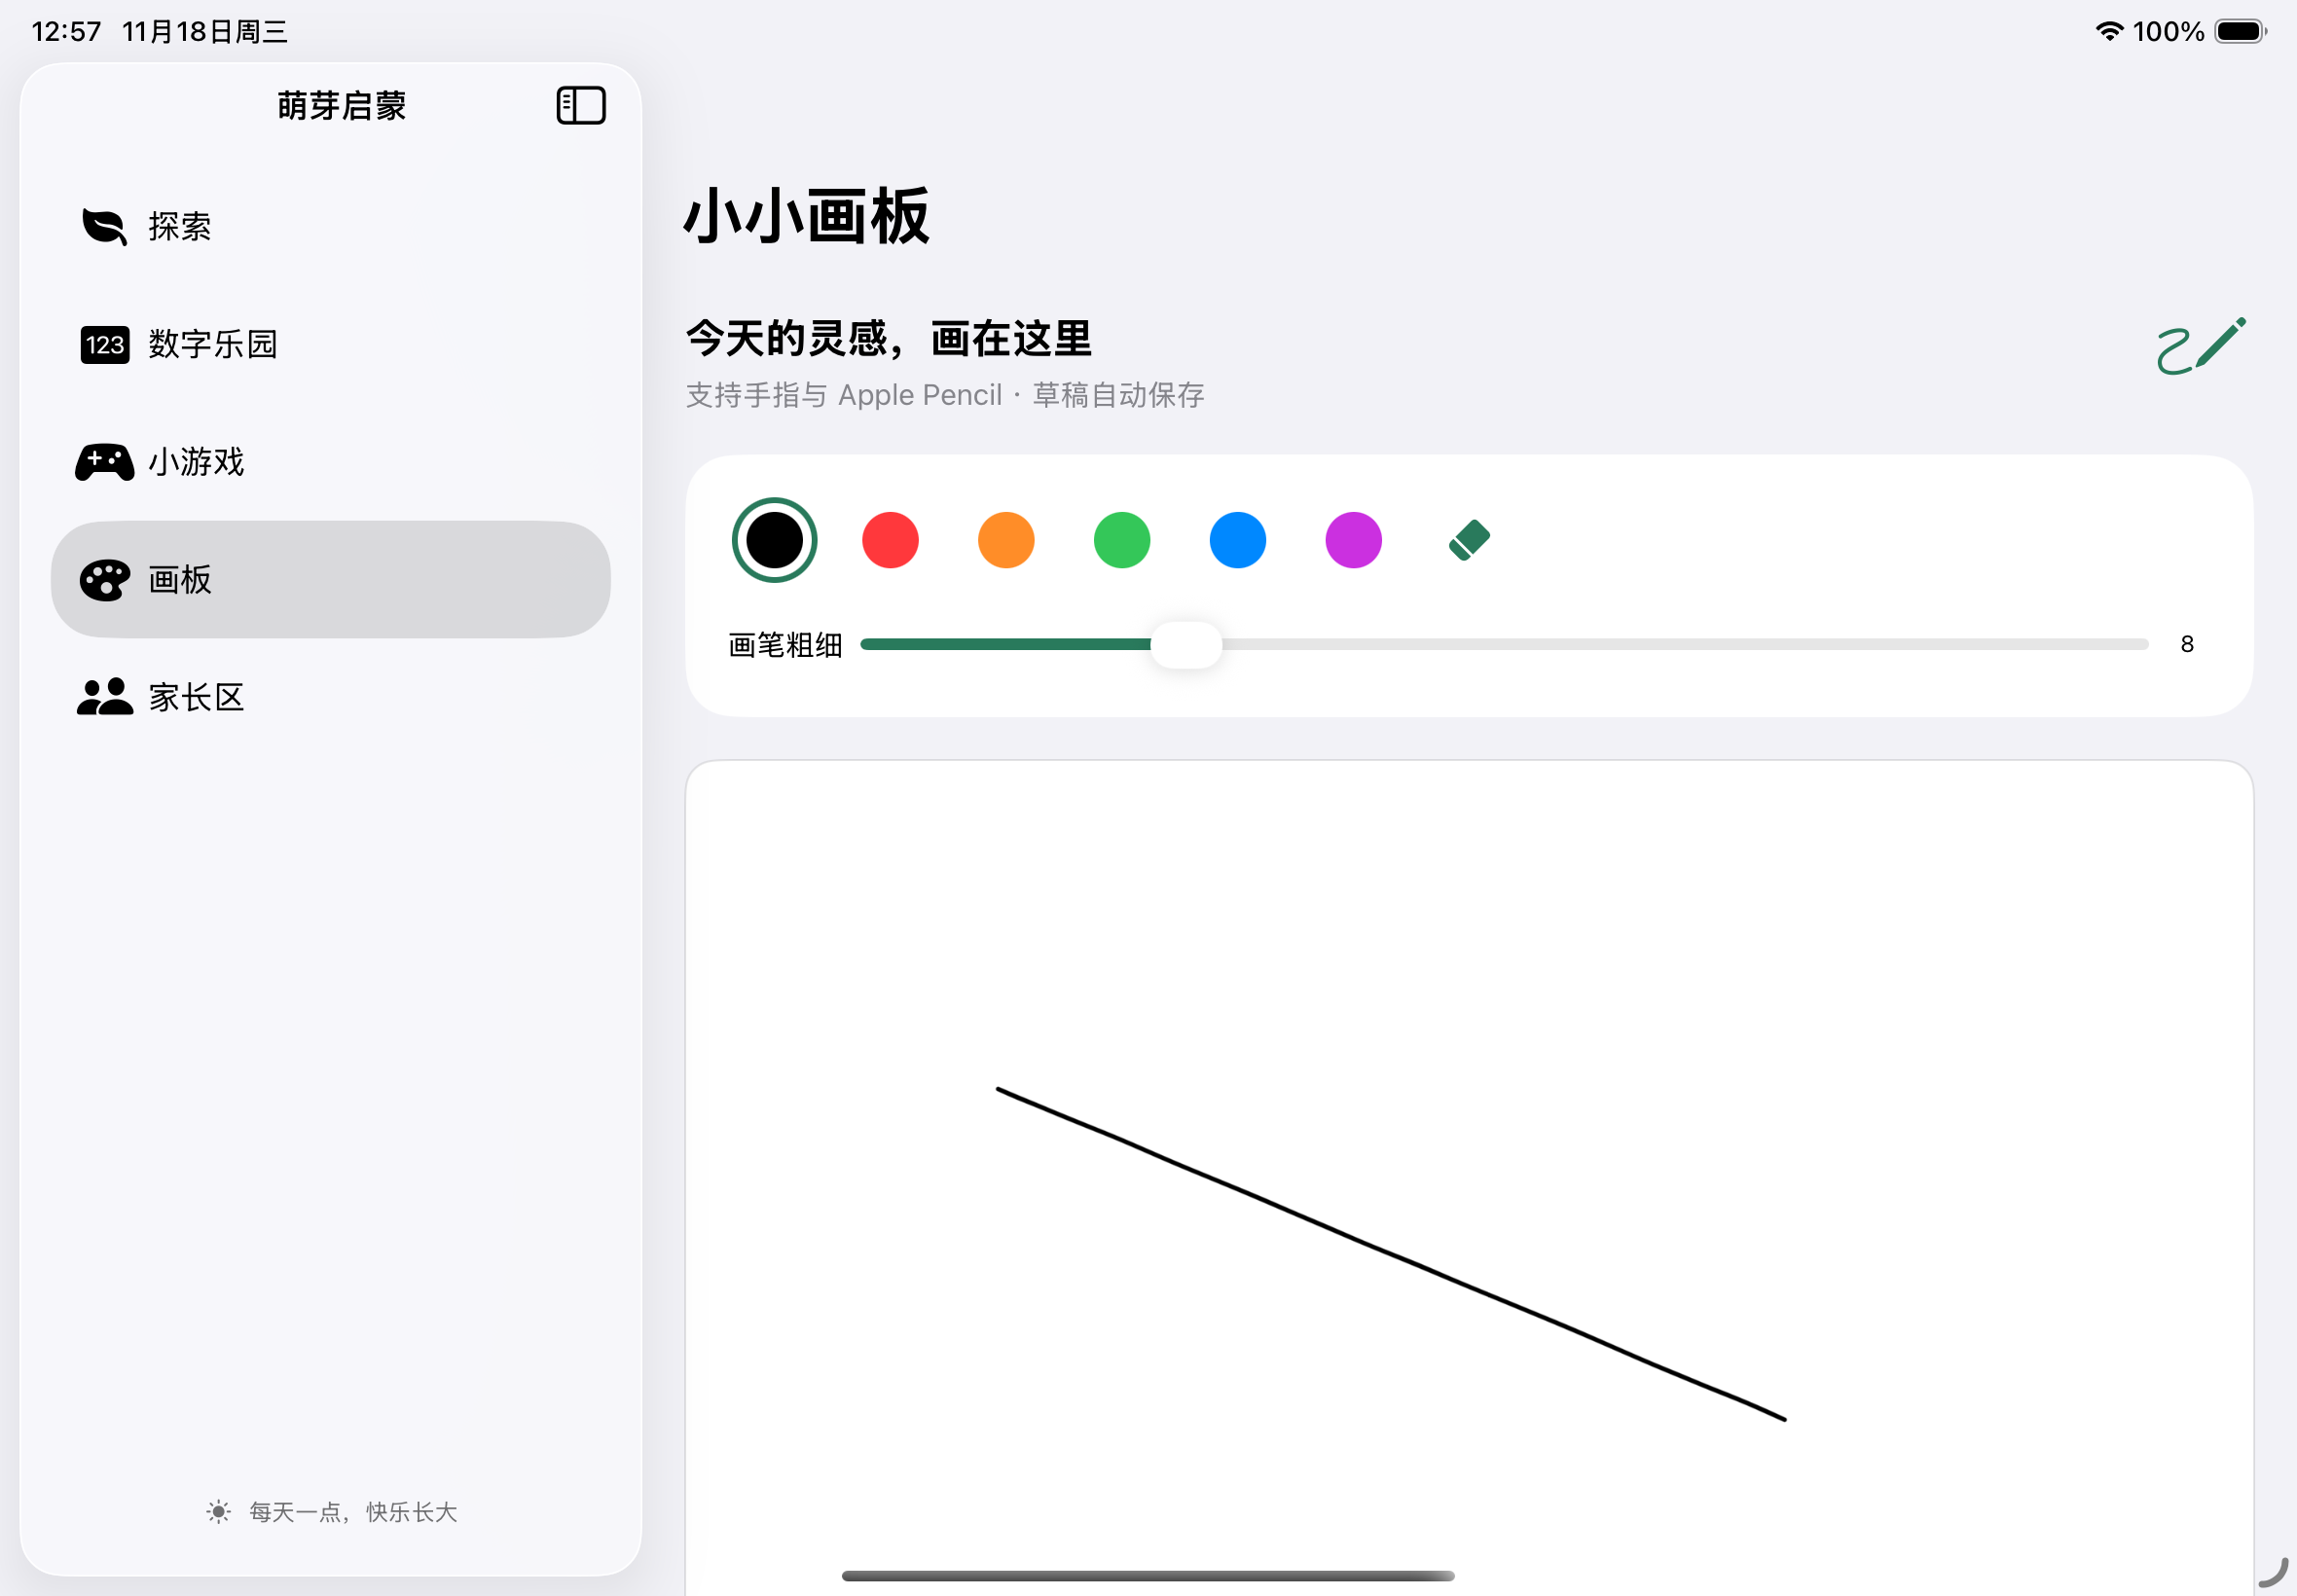 12:57 11月18日周三
100%
萌芽启蒙
探索
123 数字乐园
小游戏
画板
家长区
每天一点，快乐长大
小小画板
今天的灵感，画在这里
支持手指与 Apple Pencil · 草稿自动保存
画笔粗细 8